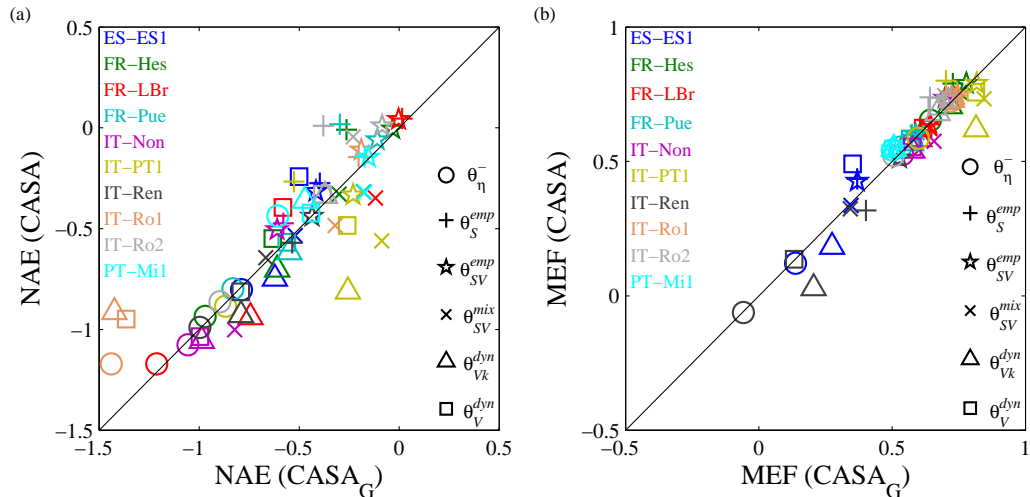 (a)
0.5
0
−0.5
−1
−1.5
−1.5
−1
−0.5
0
0.5
NAE (CASA)
NAE (CASA_G)
ES−ES1
FR−Hes
FR−LBr
FR−Pue
IT−Non
IT−PT1
IT−Ren
IT−Ro1
IT−Ro2
PT−Mi1
θ_η^−
θ_S^emp
θ_SV^emp
θ_SV^mix
θ_Vk^dyn
θ_V^dyn
(b)
1
0.5
0
−0.5
−0.5
0
0.5
1
MEF (CASA)
MEF (CASA_G)
ES−ES1
FR−Hes
FR−LBr
FR−Pue
IT−Non
IT−PT1
IT−Ren
IT−Ro1
IT−Ro2
PT−Mi1
θ_η^−
θ_S^emp
θ_SV^emp
θ_SV^mix
θ_Vk^dyn
θ_V^dyn